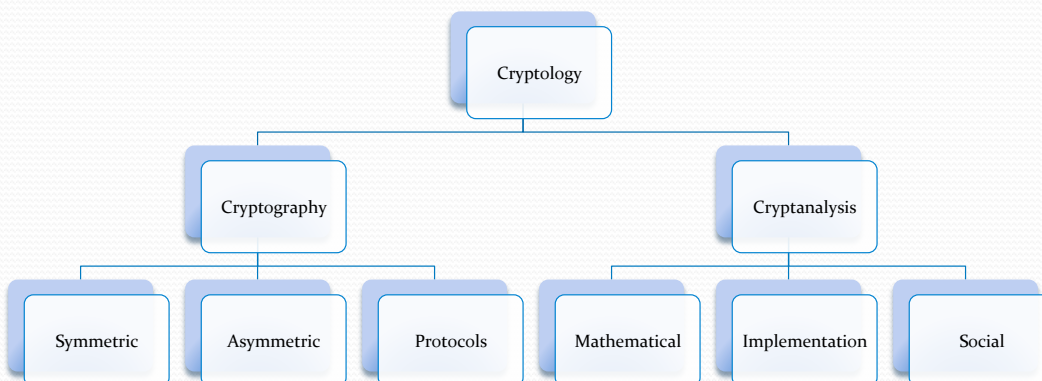 Cryptology
Cryptography
Cryptanalysis
Symmetric
Asymmetric
Protocols
Mathematical
Implementation
Social